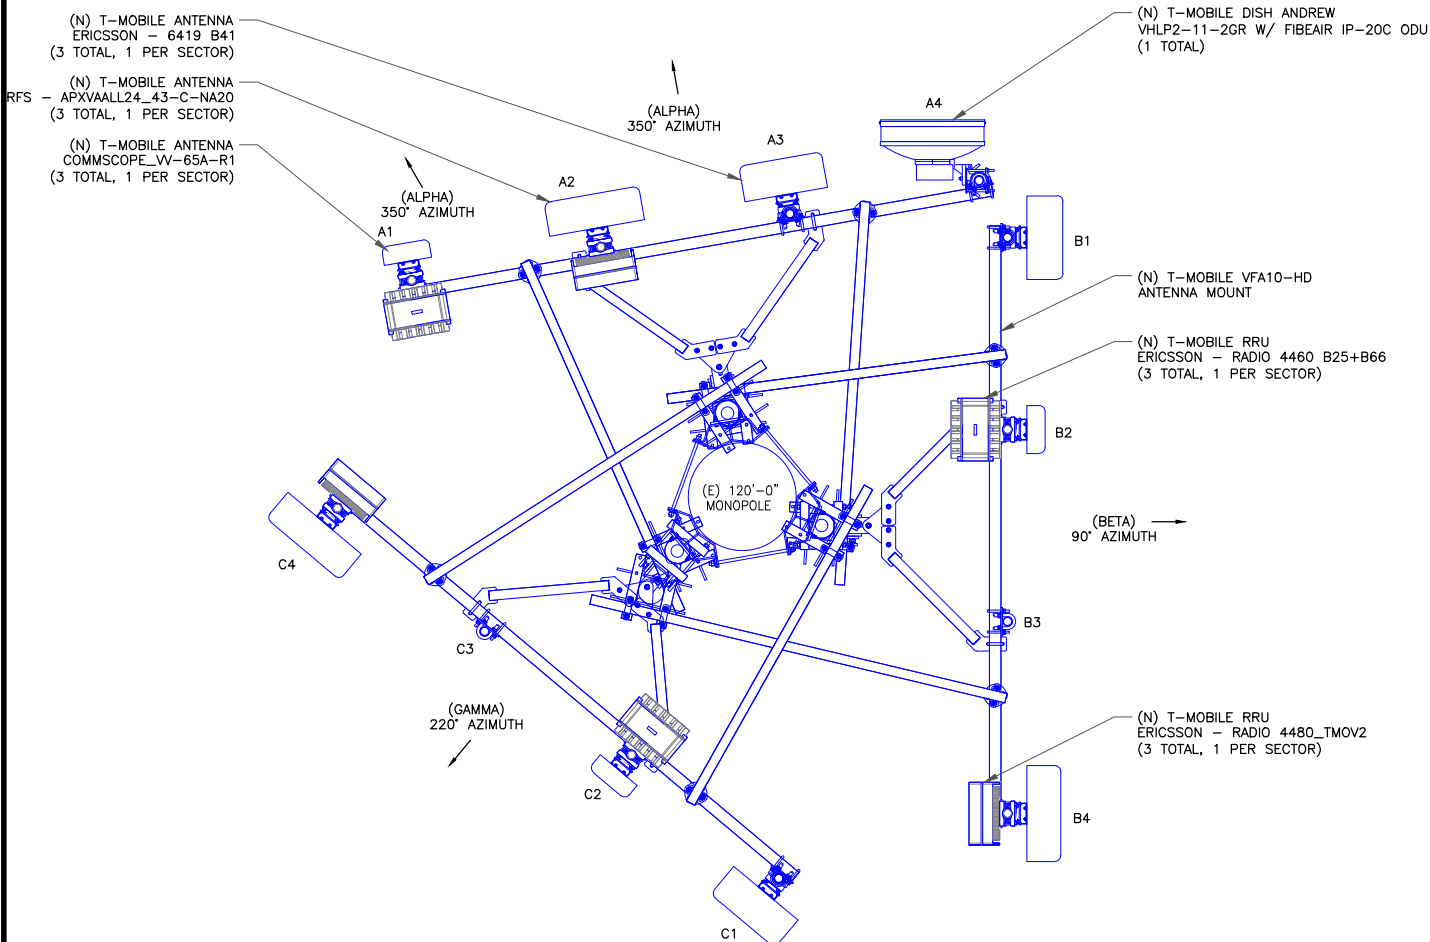 (N) T-MOBILE ANTENNA
ERICSSON - 6419 B41
(3 TOTAL, 1 PER SECTOR)
(N) T-MOBILE ANTENNA
RFS - APXVAALL24_43-C-NA20
(3 TOTAL, 1 PER SECTOR)
(N) T-MOBILE ANTENNA
COMMSCOPE_VV-65A-R1
(3 TOTAL, 1 PER SECTOR)
(N) T-MOBILE DISH ANDREW
VHLP2-11-2GR W/ FIBEAIR IP-20C ODU
(1 TOTAL)
(ALPHA)
350° AZIMUTH
(ALPHA)
350° AZIMUTH
A1
A2
A3
A4
B1
(N) T-MOBILE VFA10-HD
ANTENNA MOUNT
(N) T-MOBILE RRU
ERICSSON - RADIO 4460 B25+B66
(3 TOTAL, 1 PER SECTOR)
B2
(E) 120'-0"
MONOPOLE
(BETA)
90° AZIMUTH
C4
B3
C3
(GAMMA)
220° AZIMUTH
(N) T-MOBILE RRU
ERICSSON - RADIO 4480_TMOV2
(3 TOTAL, 1 PER SECTOR)
C2
B4
C1